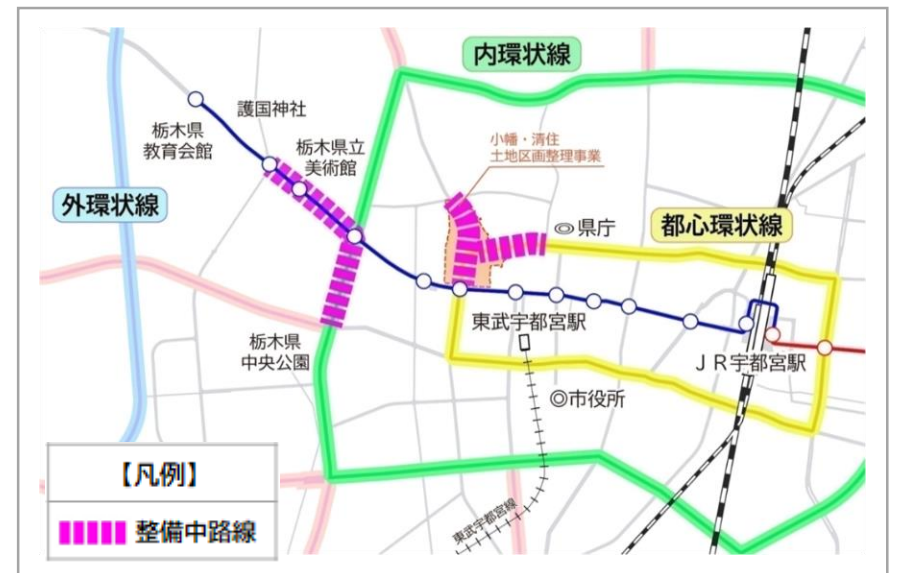 内環状線
護国神社
栃木県
教育会館
栃木県立
美術館
小幡・清住
土地区画整理事業
外環状線
◎県庁
都心環状線
東武宇都宮駅
栃木県
中央公園
JR宇都宮駅
◎市役所
【凡例】
整備中路線
東武宇都宮線